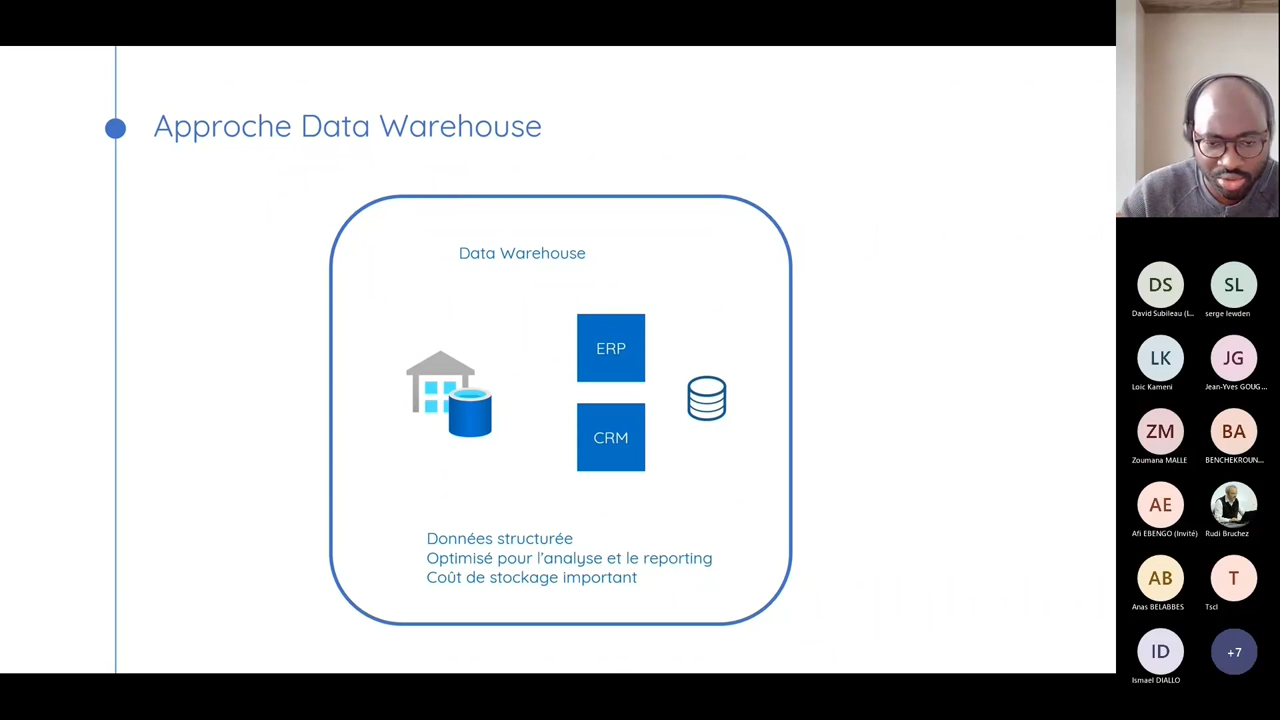 Approche Data Warehouse
Data Warehouse
ERP
CRM
Données structurée
Optimisé pour l'analyse et le reporting
Coût de stockage important
DS
SL
David Subileau (L...
serge lewden
LK
JG
Loic Kameni
Jean-Yves GOUG...
ZM
BA
Zoumana MALLE
BENCHEKROUN...
AE
Afi EBENGO (Invité)
Rudi Bruchez
AB
T
Anas BELABBES
Tscl
ID
+7
Ismael DIALLO